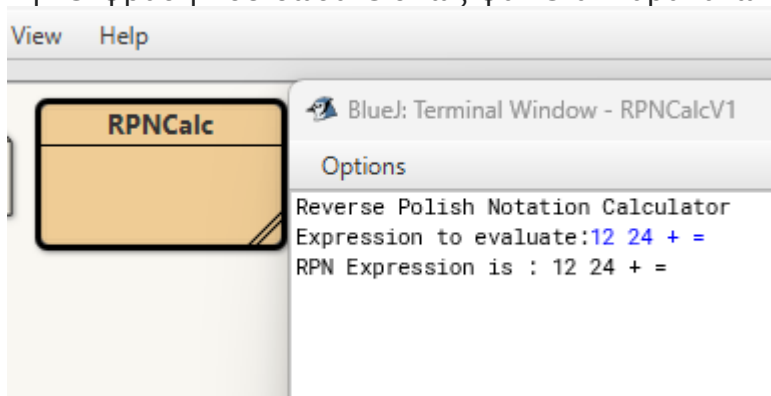 View Help
RPNCalc
BlueJ: Terminal Window - RPNCalcV1
Options
Reverse Polish Notation Calculator
Expression to evaluate:12 24 + =
RPN Expression is : 12 24 + =